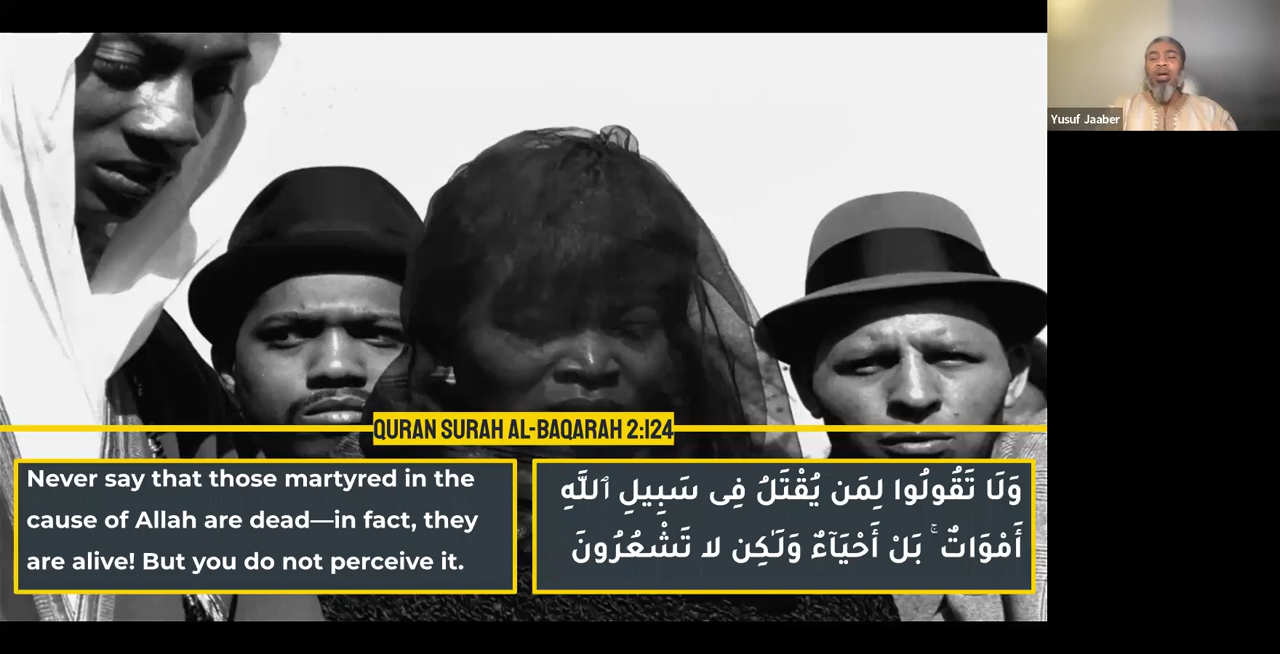 Yusuf Jaaber
QURAN SURAH AL-BAQARAH 2:124
Never say that those martyred in the
cause of Allah are dead—in fact, they
are alive! But you do not perceive it.
وَلَا تَقُولُوا لِمَن يُقْتَلُ فِى سَبِيلِ ٱللَّهِ
أَمْوَاتٌ ۚ بَلْ أَحْيَآءٌ وَلَـٰكِن لا تَشْعُرُونَ